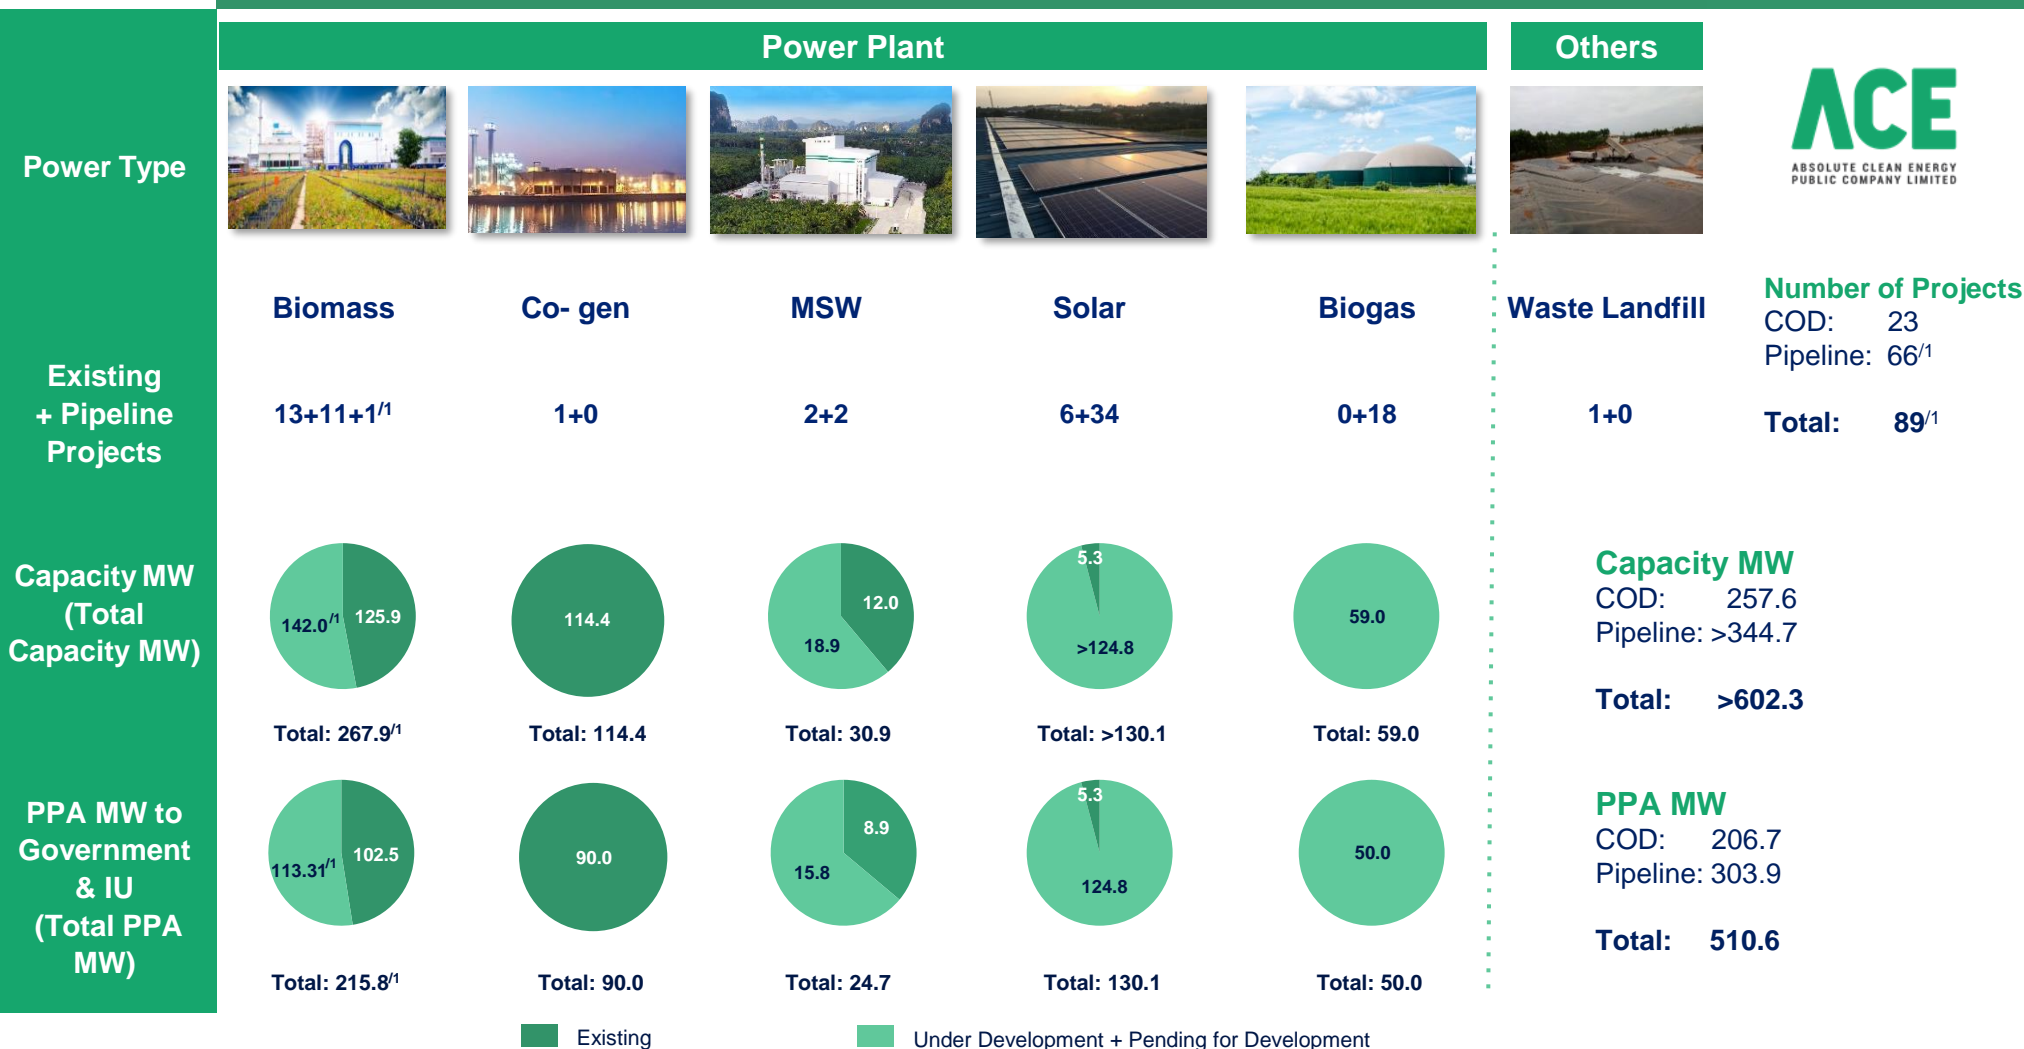 Power Plant
Others
Power Type
ACE
ABSOLUTE CLEAN ENERGY
PUBLIC COMPANY LIMITED
Biomass
Co- gen
MSW
Solar
Biogas
Waste Landfill
Number of Projects
COD: 23
Pipeline: 66/1
Total: 89/1
Existing
+ Pipeline
Projects
13+11+1/1
1+0
2+2
6+34
0+18
1+0
Capacity MW
(Total
Capacity MW)
142.0/1
125.9
114.4
12.0
18.9
5.3
>124.8
59.0
Total: 267.9/1
Total: 114.4
Total: 30.9
Total: >130.1
Total: 59.0
Capacity MW
COD: 257.6
Pipeline: >344.7
Total: >602.3
PPA MW to
Government
& IU
(Total PPA
MW)
113.31/1
102.5
90.0
8.9
15.8
5.3
124.8
50.0
Total: 215.8/1
Total: 90.0
Total: 24.7
Total: 130.1
Total: 50.0
PPA MW
COD: 206.7
Pipeline: 303.9
Total: 510.6
Existing
Under Development + Pending for Development